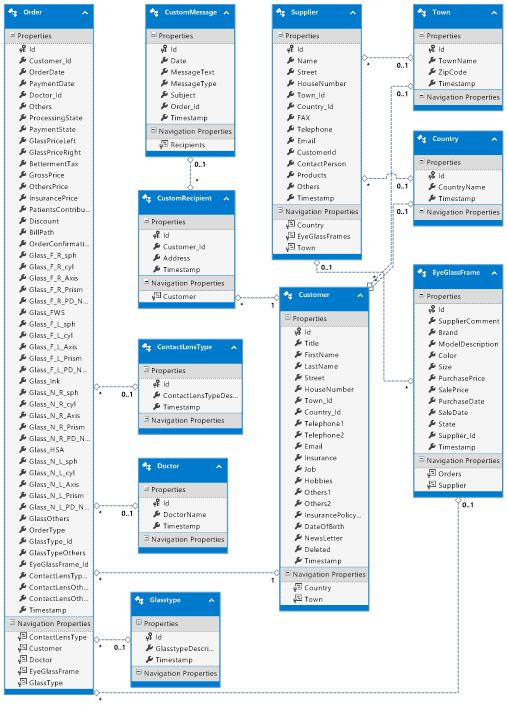 Order
Properties
Id
Customer_Id
OrderDate
PaymentDate
Doctor_Id
Others
ProcessingState
PaymentState
GlassPriceLeft
GlassPriceRight
BettermentTax
GrossPrice
OthersPrice
InsurancePrice
PatientsContribu...
Discount
BillPath
OrderConfirmati...
Glass_F_R_sph
Glass_F_R_cyl
Glass_F_R_Axis
Glass_F_R_Prism
Glass_F_R_PD_N...
Glass_FWS
Glass_F_L_sph
Glass_F_L_cyl
Glass_F_L_Axis
Glass_F_L_Prism
Glass_F_L_PD_N...
Glass_Ink
Glass_N_R_sph
Glass_N_R_cyl
Glass_N_R_Axis
Glass_N_R_Prism
Glass_N_R_PD_N...
Glass_HSA
Glass_N_L_sph
Glass_N_L_cyl
Glass_N_L_Axis
Glass_N_L_Prism
Glass_N_L_PD_N...
GlassOthers
OrderType
GlassType_Id
GlassTypeOthers
EyeGlassFrame_Id
ContactLensTyp...
ContactLensOth...
ContactLensOth...
Timestamp
Navigation Properties
ContactLensType
Customer
Doctor
EyeGlassFrame
GlassType
CustomMessage
Properties
Id
Date
MessageText
MessageType
Subject
Order_Id
Timestamp
Navigation Properties
Recipients
0..1
*
CustomRecipient
Properties
Id
Customer_Id
Address
Timestamp
Navigation Properties
Customer
* 1
ContactLensType
Properties
Id
ContactLensTypeDes...
Timestamp
Navigation Properties
* 0..1
Doctor
Properties
Id
DoctorName
Timestamp
Navigation Properties
* 0..1
* 1
Glasstype
Properties
Id
GlasstypeDescri...
Timestamp
Navigation Properties
* 0..1
Supplier
Properties
Id
Name
Street
HouseNumber
Town_Id
Country_Id
FAX
Telephone
Email
CustomerId
ContactPerson
Products
Others
Timestamp
Navigation Properties
Country
EyeGlassFrames
Town
* 0..1
* 0..1
0..1
0..1
0..1
*
Customer
Properties
Id
Title
FirstName
LastName
Street
HouseNumber
Town_Id
Country_Id
Telephone1
Telephone2
Email
Insurance
Job
Hobbies
Others1
Others2
InsurancePolicy...
DateOfBirth
NewsLetter
Deleted
Timestamp
Navigation Properties
Country
Town
Town
Properties
Id
TownName
ZipCode
Timestamp
Navigation Properties
Country
Properties
Id
CountryName
Timestamp
Navigation Properties
EyeGlassFrame
Properties
Id
SupplierComment
Brand
ModelDescription
Color
Size
PurchasePrice
SalePrice
PurchaseDate
SaleDate
State
Supplier_Id
Timestamp
Navigation Properties
Orders
Supplier
0..1
*